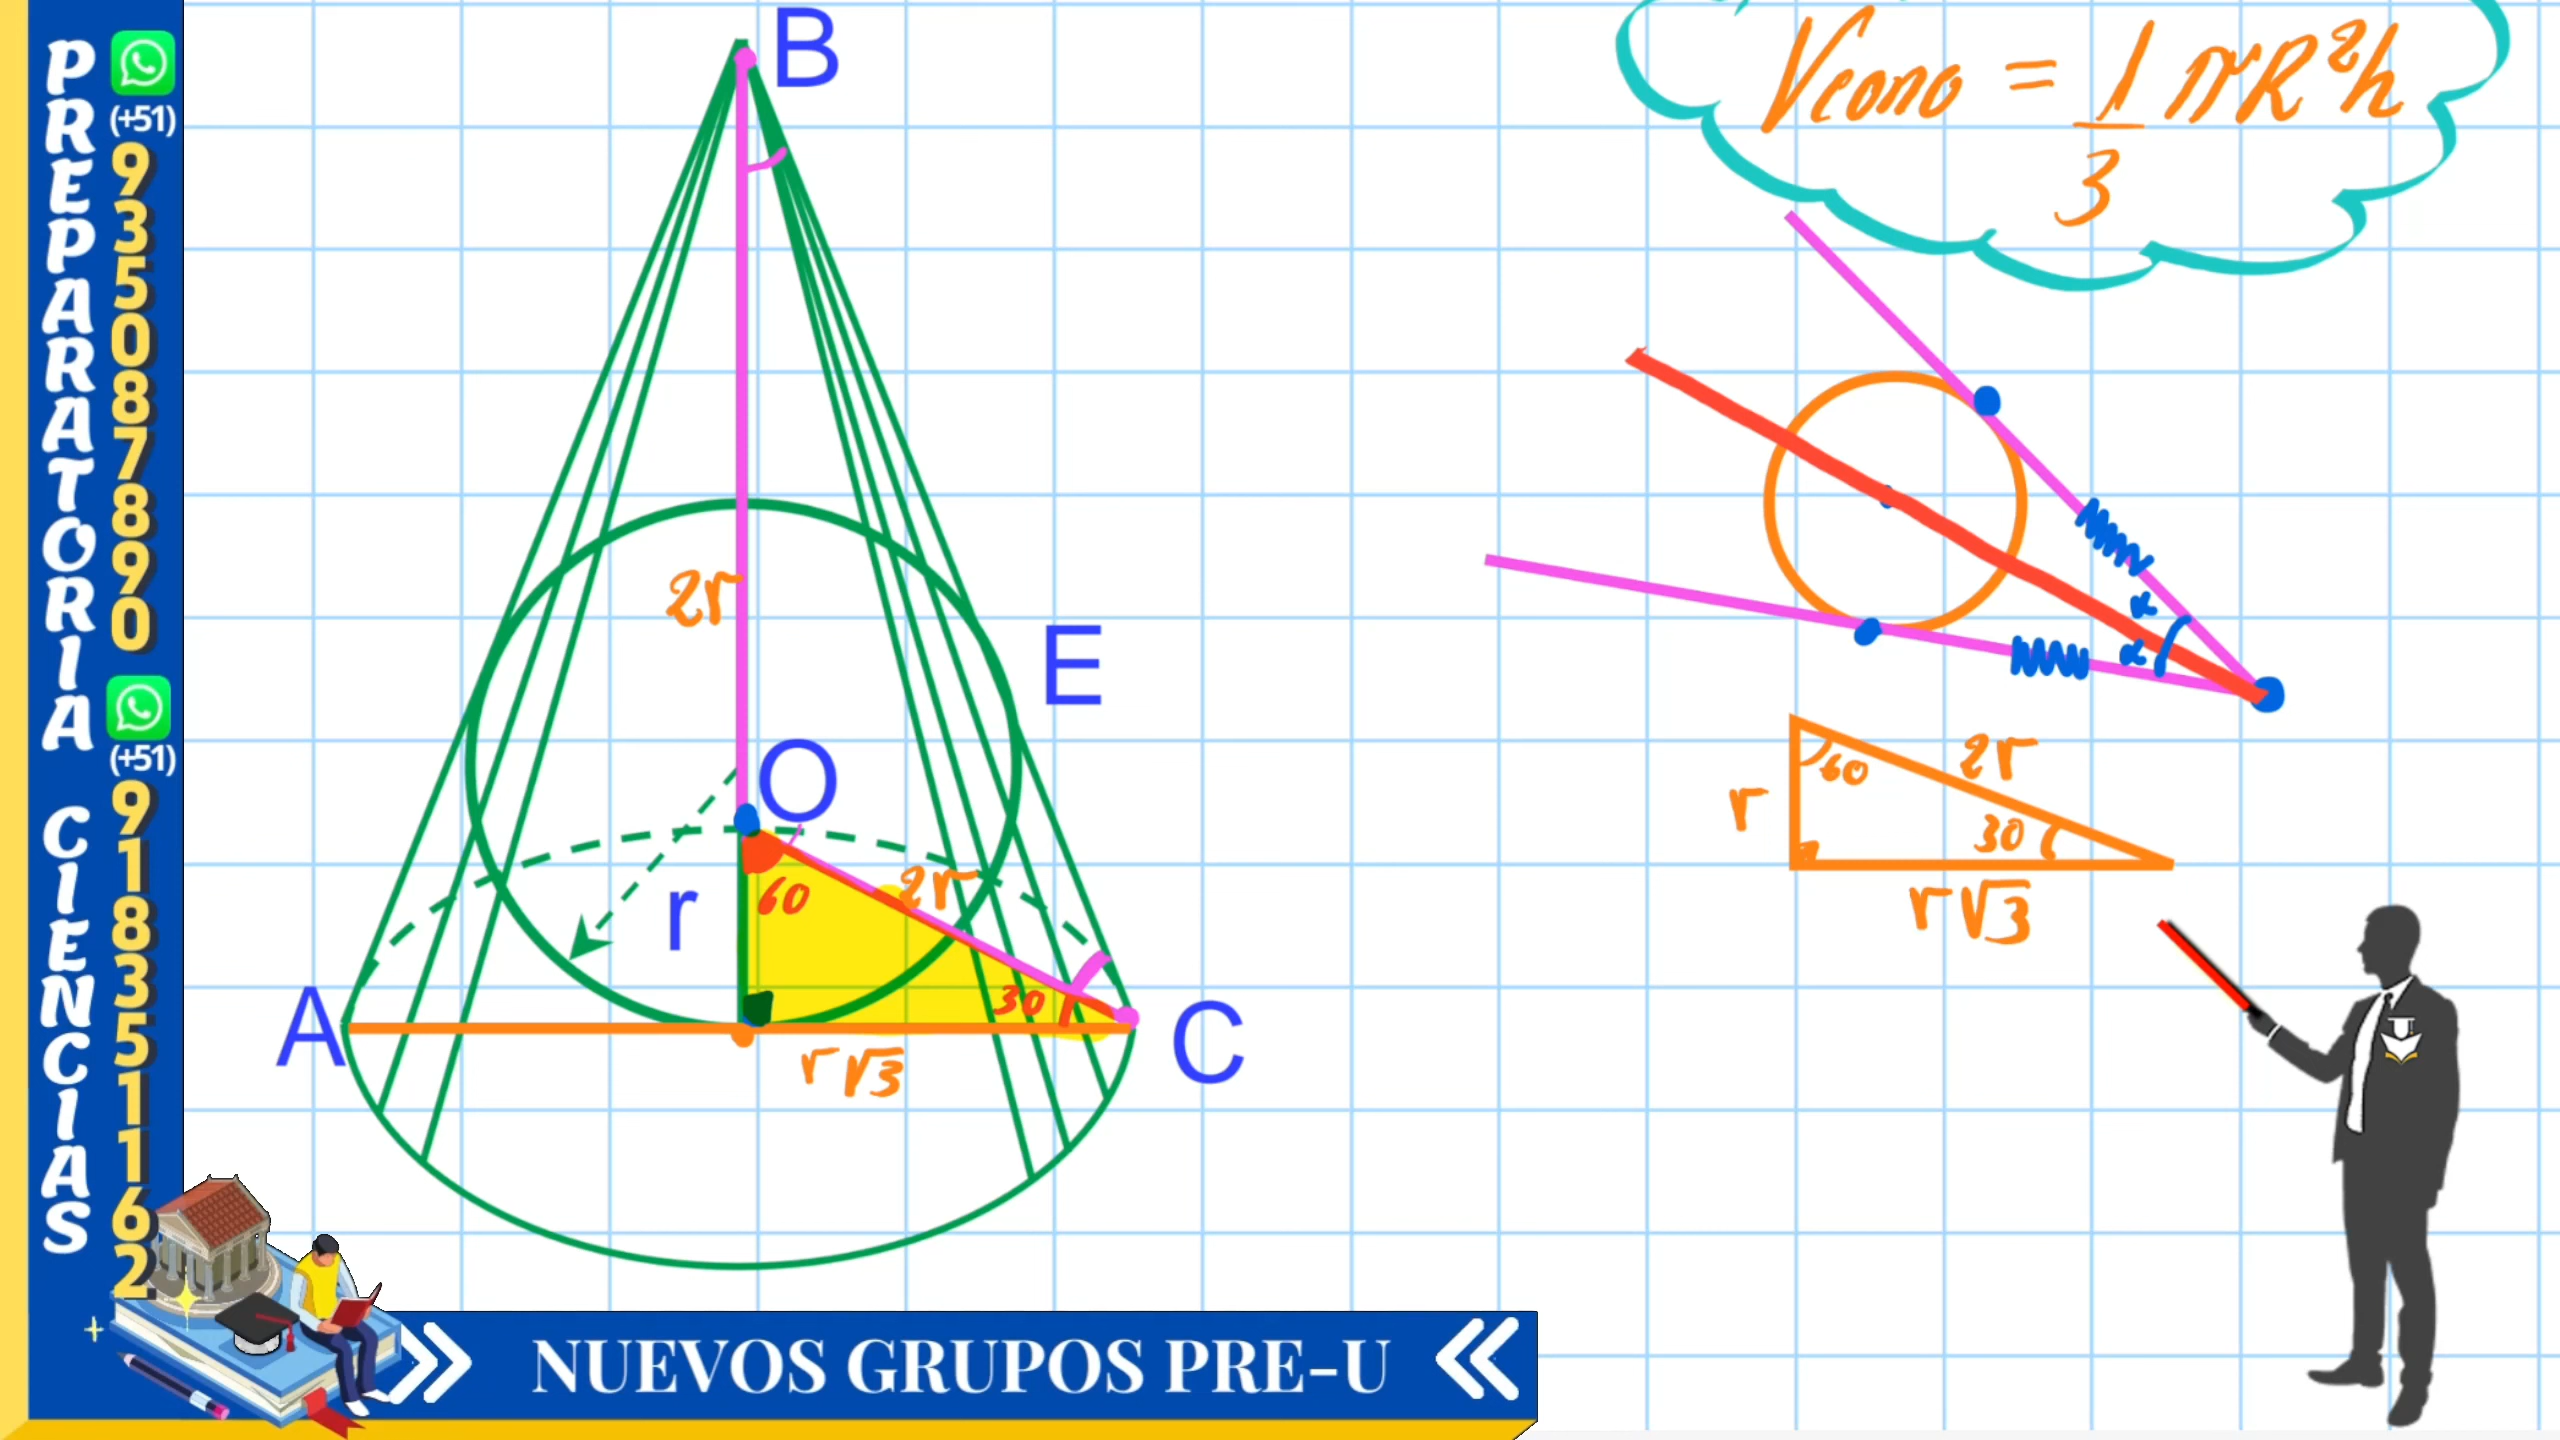 PREPARATORIA CIENCIAS
(+51)
935087890
(+51)
918351162
B
2r
E
O
60
2r
r
30
A
C
r√3
Vcono = 1/3 πR²h
α
α
60
2r
r
30
r√3
NUEVOS GRUPOS PRE-U